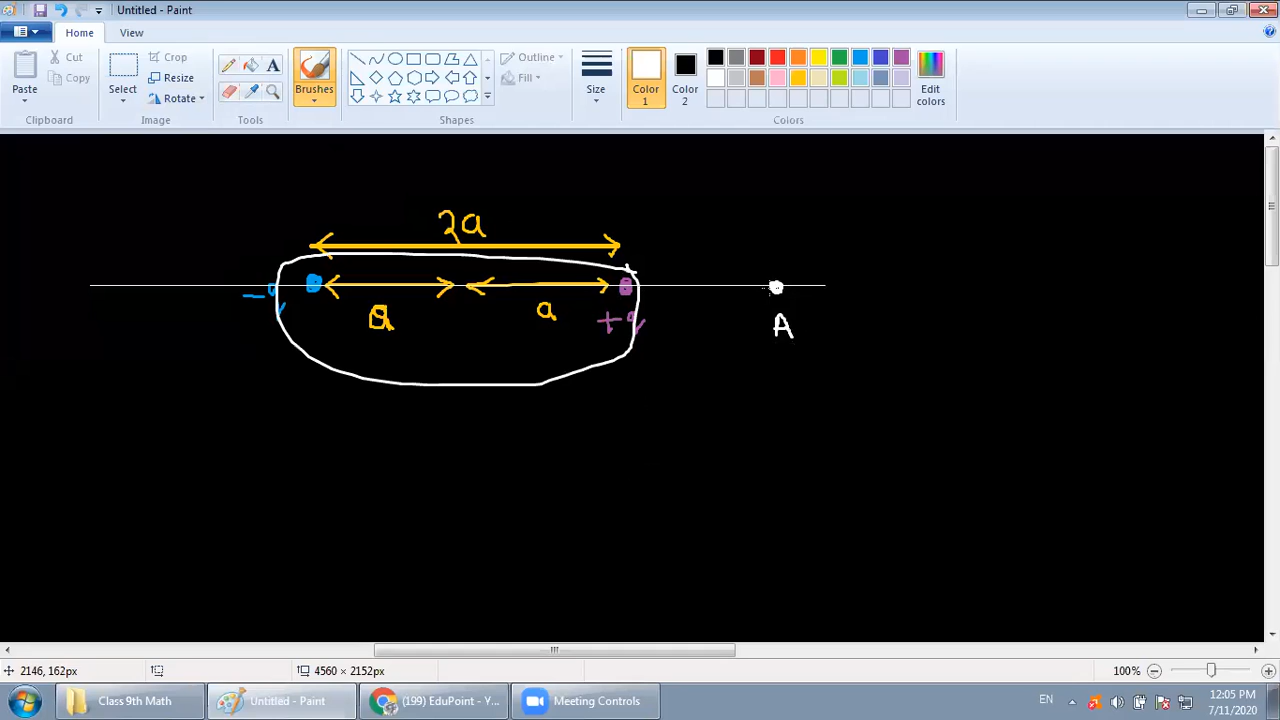 Untitled - Paint
Home View
Paste
Cut
Copy
Clipboard
Select
Crop
Resize
Rotate
Image
A
Tools
Brushes
Outline
Fill
Shapes
Size
Color 1
Color 2
Edit colors
Colors
2a
a a
-q
+q
A
2146, 162px
4560 × 2152px
100%
Class 9th Math
Untitled - Paint
(199) EduPoint - Y...
Meeting Controls
EN
12:05 PM
7/11/2020